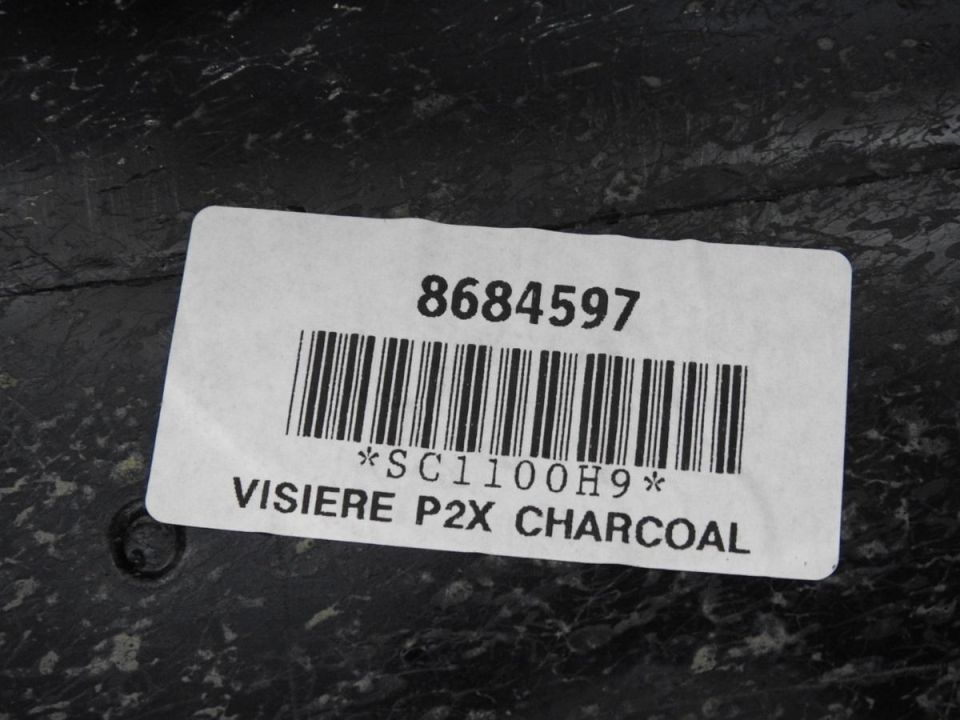 8684597
*SC1100H9*
VISIERE P2X CHARCOAL